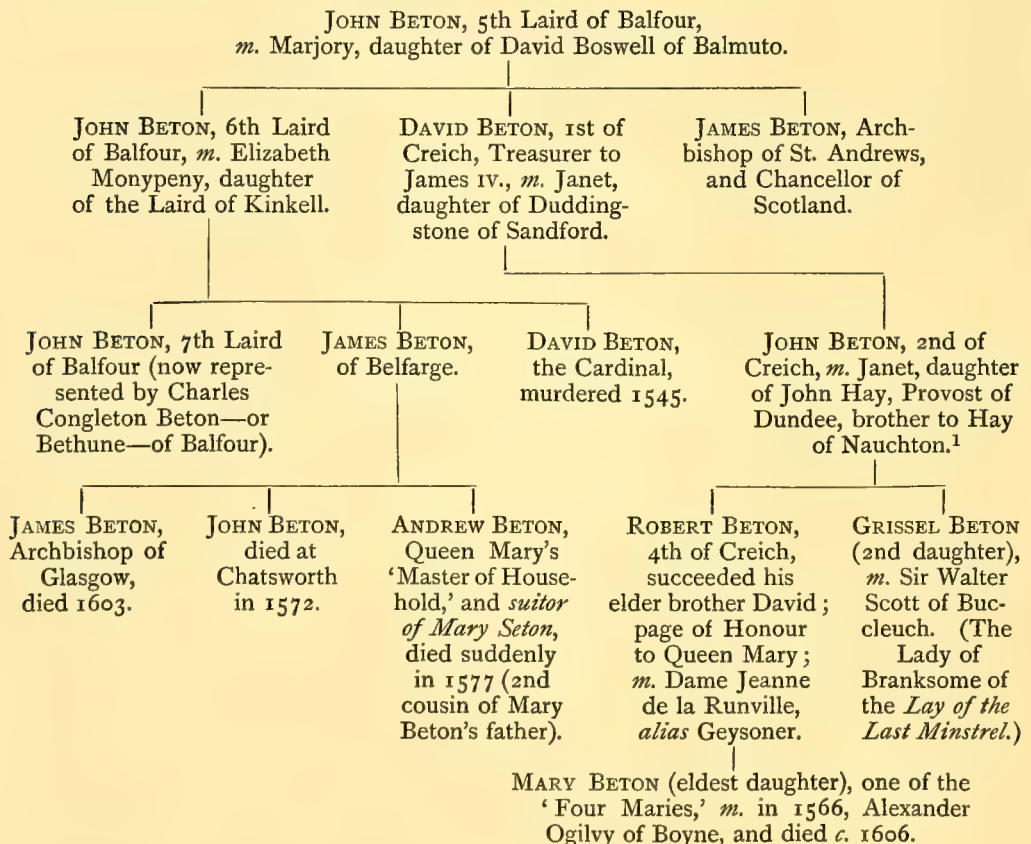 JOHN BETON, 5th Laird of Balfour,
m. Marjory, daughter of David Boswell of Balmuto.
JOHN BETON, 6th Laird
of Balfour, m. Elizabeth
Monypeny, daughter
of the Laird of Kinkell.
DAVID BETON, 1st of
Creich, Treasurer to
James IV., m. Janet,
daughter of Dudding-
stone of Sandford.
JAMES BETON, Arch-
bishop of St. Andrews,
and Chancellor of
Scotland.
JOHN BETON, 7th Laird
of Balfour (now repre-
sented by Charles
Congleton Beton—or
Bethune—of Balfour).
JAMES BETON,
of Belfarge.
DAVID BETON,
the Cardinal,
murdered 1545.
JOHN BETON, 2nd of
Creich, m. Janet, daughter
of John Hay, Provost of
Dundee, brother to Hay
of Nauchton.¹
JAMES BETON,
Archbishop of
Glasgow,
died 1603.
JOHN BETON,
died at
Chatsworth
in 1572.
ANDREW BETON,
Queen Mary's
'Master of House-
hold,' and suitor
of Mary Seton,
died suddenly
in 1577 (2nd
cousin of Mary
Beton's father).
ROBERT BETON,
4th of Creich,
succeeded his
elder brother David;
page of Honour
to Queen Mary;
m. Dame Jeanne
de la Runville,
alias Geysoner.
GRISSEL BETON
(2nd daughter),
m. Sir Walter
Scott of Buc-
cleuch. (The
Lady of
Branksome of
the Lay of the
Last Minstrel.)
MARY BETON (eldest daughter), one of the
'Four Maries,' m. in 1566, Alexander
Ogilvy of Boyne, and died c. 1606.